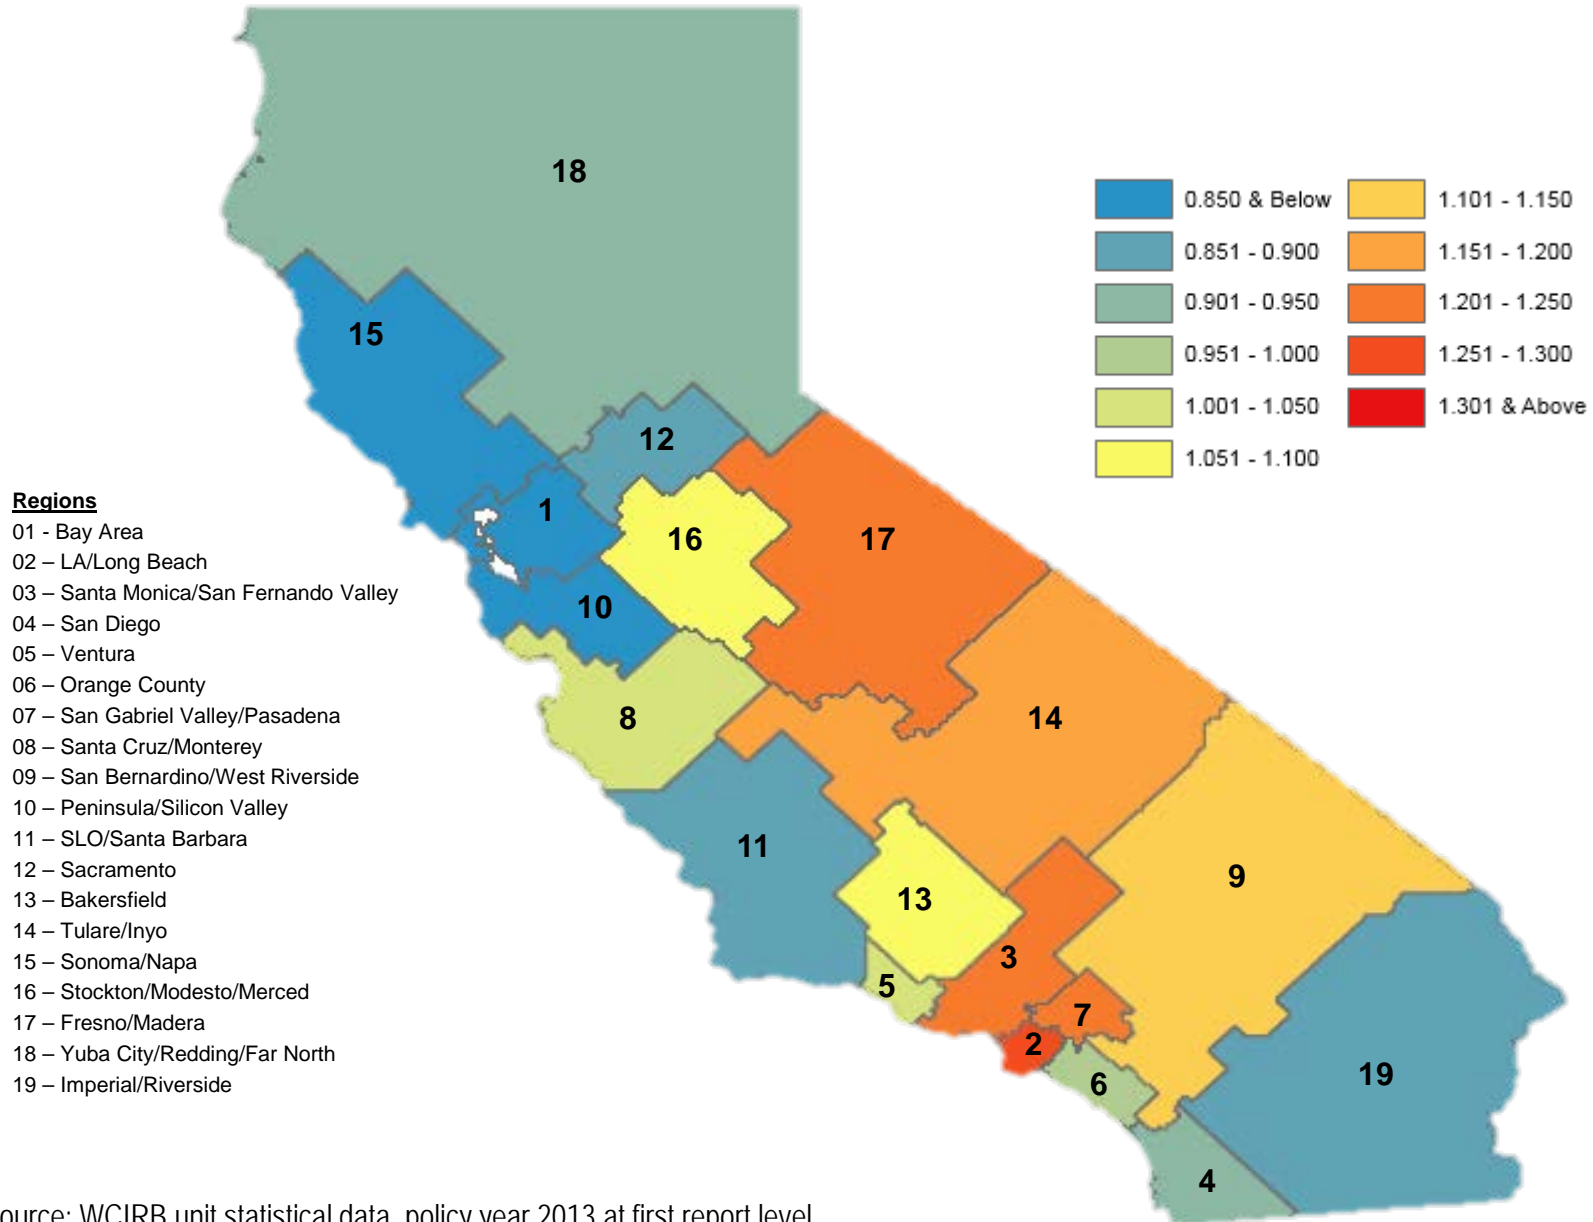 18
15
12
1
16
17
10
8
14
11
13
9
3
5
7
2
6
19
4
0.850 & Below
0.851 - 0.900
0.901 - 0.950
0.951 - 1.000
1.001 - 1.050
1.051 - 1.100
1.101 - 1.150
1.151 - 1.200
1.201 - 1.250
1.251 - 1.300
1.301 & Above
Regions
01 - Bay Area
02 – LA/Long Beach
03 – Santa Monica/San Fernando Valley
04 – San Diego
05 – Ventura
06 – Orange County
07 – San Gabriel Valley/Pasadena
08 – Santa Cruz/Monterey
09 – San Bernardino/West Riverside
10 – Peninsula/Silicon Valley
11 – SLO/Santa Barbara
12 – Sacramento
13 – Bakersfield
14 – Tulare/Inyo
15 – Sonoma/Napa
16 – Stockton/Modesto/Merced
17 – Fresno/Madera
18 – Yuba City/Redding/Far North
19 – Imperial/Riverside
ource: WCIRB unit statistical data, policy year 2013 at first report level